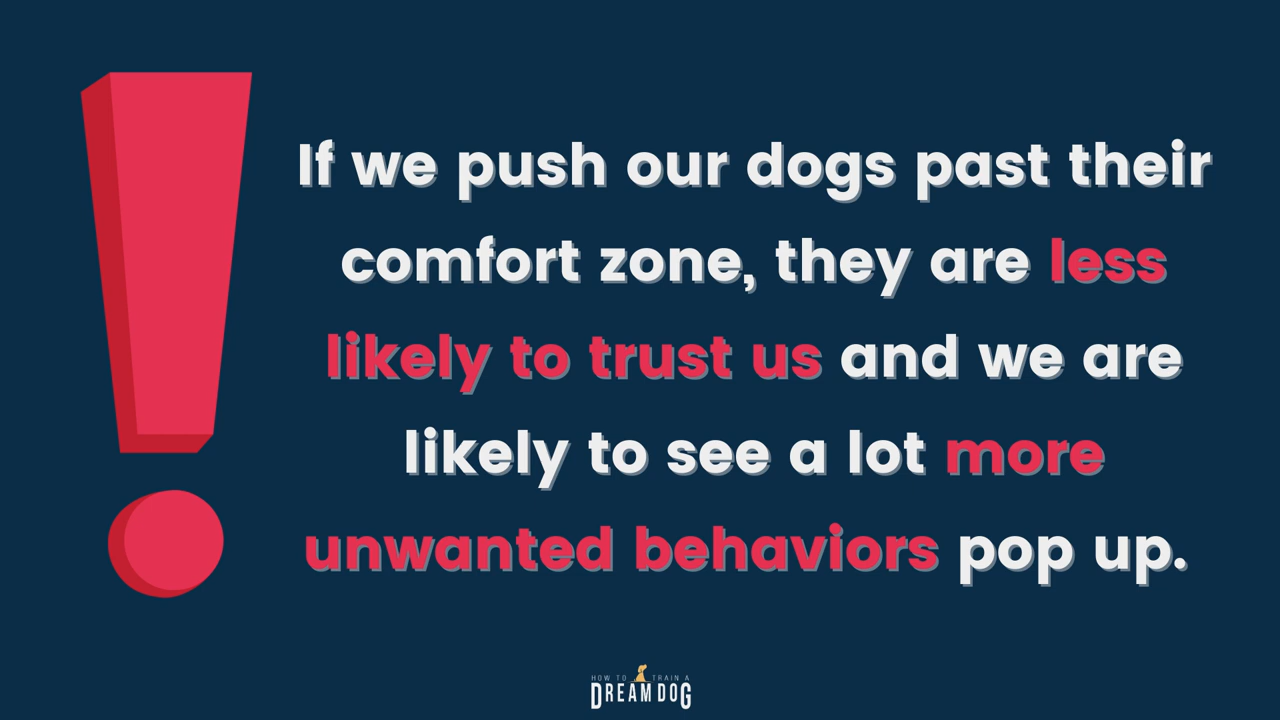 If we push our dogs past their
comfort zone, they are less
likely to trust us and we are
likely to see a lot more
unwanted behaviors pop up.
HOW TO TRAIN A
DREAM DOG